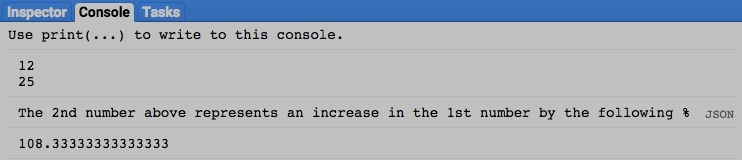 Inspector Console Tasks
Use print(...) to write to this console.
12
25
The 2nd number above represents an increase in the 1st number by the following % JSON
108.33333333333333